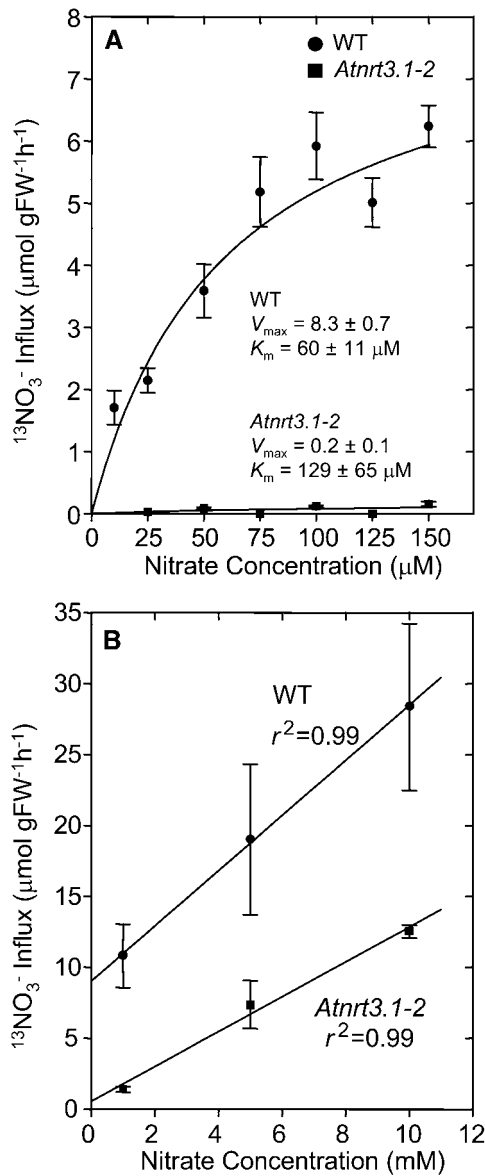 A
WT
Atnrt3.1-2
8
7
6
5
4
3
2
1
0
¹³NO₃⁻ Influx (µmol gFW⁻¹h⁻¹)
WT
Vmax = 8.3 ± 0.7
Km = 60 ± 11 µM
Atnrt3.1-2
Vmax = 0.2 ± 0.1
Km = 129 ± 65 µM
0 25 50 75 100 125 150
Nitrate Concentration (µM)
B
35
30
25
20
15
10
5
0
¹³NO₃⁻ Influx (µmol gFW⁻¹h⁻¹)
WT
r²=0.99
Atnrt3.1-2
r²=0.99
0 2 4 6 8 10 12
Nitrate Concentration (mM)